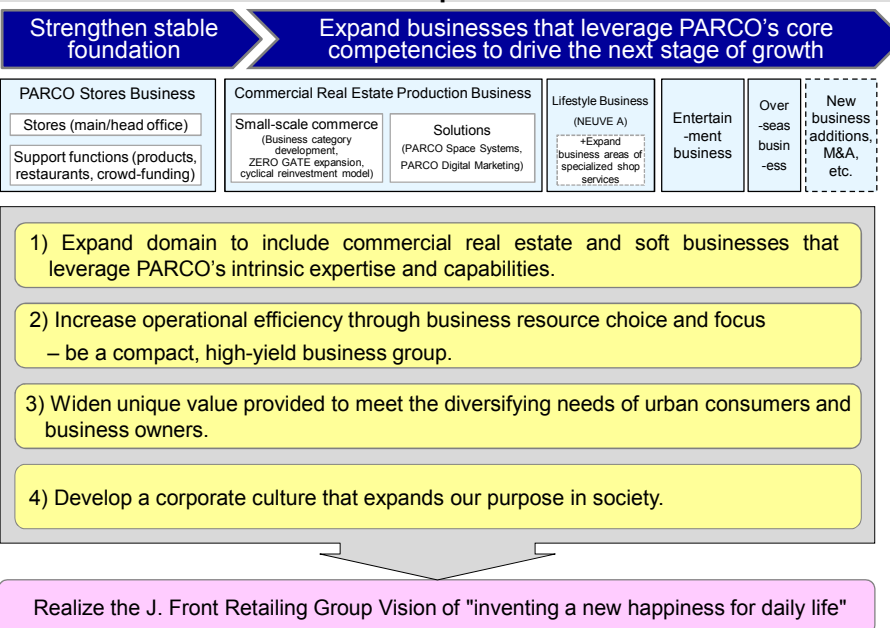 Strengthen stable
foundation
Expand businesses that leverage PARCO's core
competencies to drive the next stage of growth
PARCO Stores Business
Stores (main/head office)
Support functions (products,
restaurants, crowd-funding)
Commercial Real Estate Production Business
Small-scale commerce
(Business category
development,
ZERO GATE expansion,
cyclical reinvestment model)
Solutions
(PARCO Space Systems,
PARCO Digital Marketing)
Lifestyle Business
(NEUVE A)
+Expand
business areas of
specialized shop
services
Entertain
-ment
business
Over
-seas
busin
-ess
New
business
additions,
M&A,
etc.
1) Expand domain to include commercial real estate and soft businesses that
leverage PARCO's intrinsic expertise and capabilities.
2) Increase operational efficiency through business resource choice and focus
– be a compact, high-yield business group.
3) Widen unique value provided to meet the diversifying needs of urban consumers and
business owners.
4) Develop a corporate culture that expands our purpose in society.
Realize the J. Front Retailing Group Vision of "inventing a new happiness for daily life"